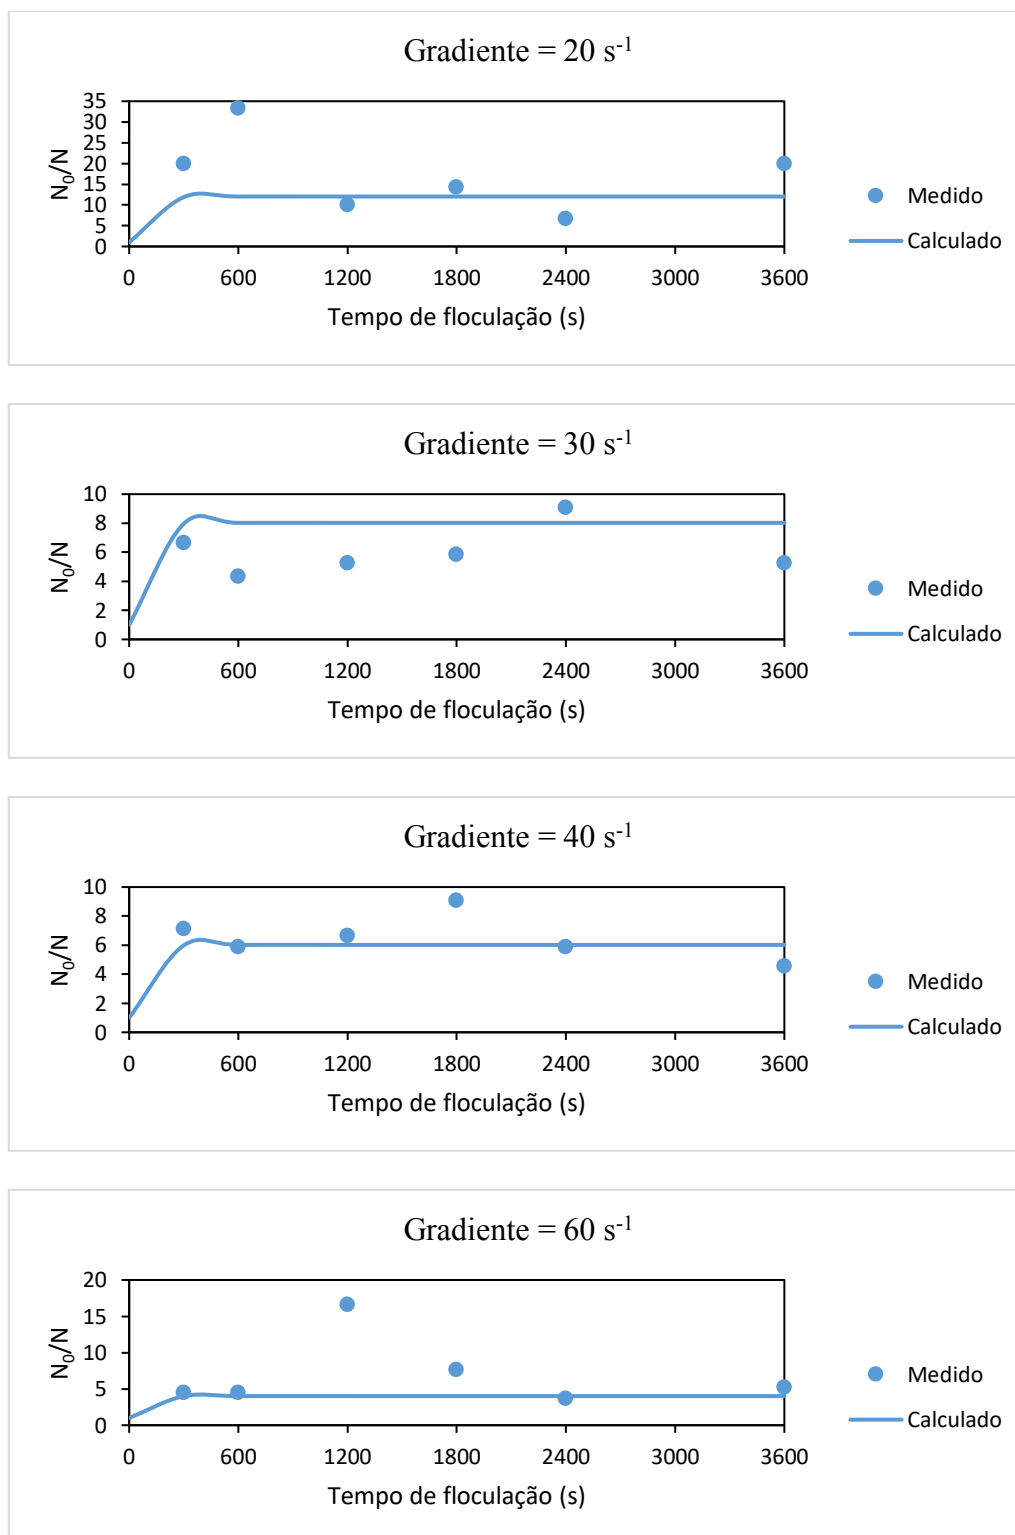 Gradiente = 20 s⁻¹
35
30
25
20
15
10
5
0
N₀/N
0 600 1200 1800 2400 3000 3600
Tempo de floculação (s)
Medido
Calculado
Gradiente = 30 s⁻¹
10
8
6
4
2
0
N₀/N
0 600 1200 1800 2400 3000 3600
Tempo de floculação (s)
Medido
Calculado
Gradiente = 40 s⁻¹
10
8
6
4
2
0
N₀/N
0 600 1200 1800 2400 3000 3600
Tempo de floculação (s)
Medido
Calculado
Gradiente = 60 s⁻¹
20
15
10
5
0
N₀/N
0 600 1200 1800 2400 3000 3600
Tempo de floculação (s)
Medido
Calculado